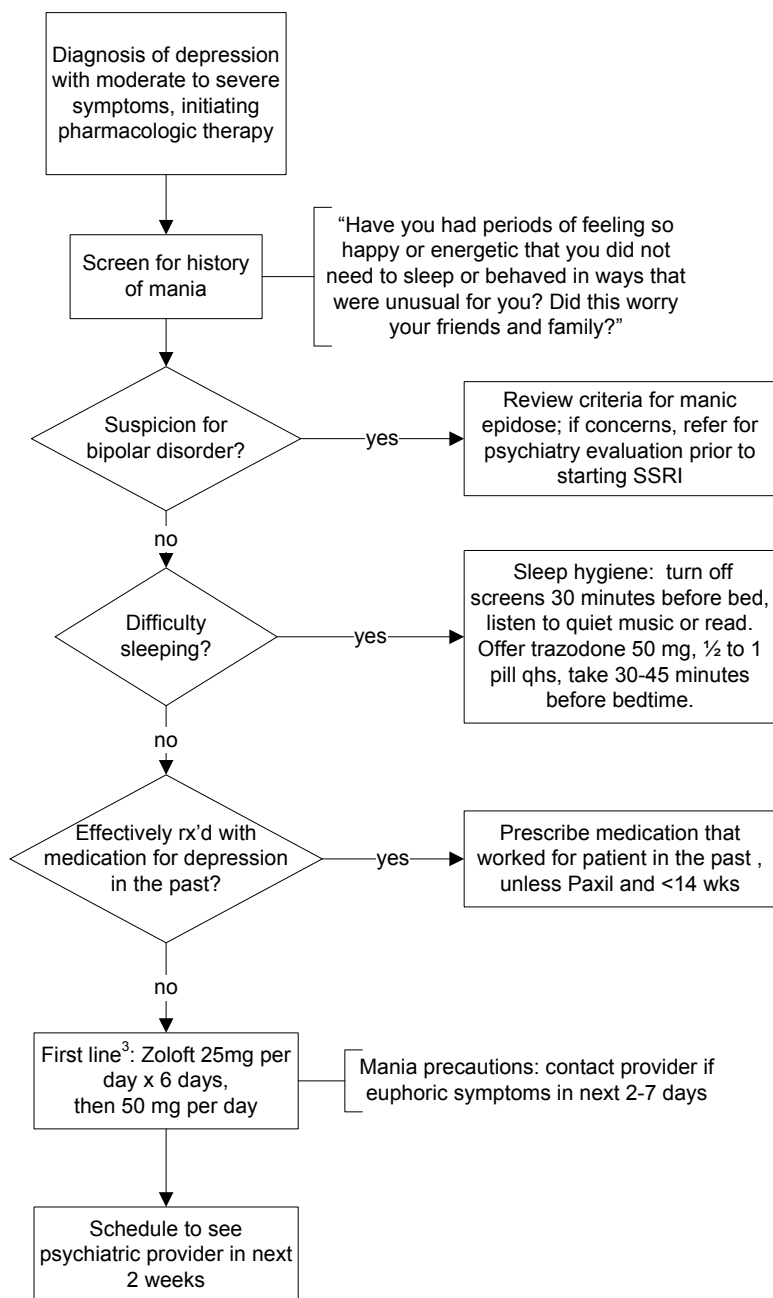 Diagnosis of depression
with moderate to severe
symptoms, initiating
pharmacologic therapy
Screen for history
of mania
“Have you had periods of feeling so
happy or energetic that you did not
need to sleep or behaved in ways that
were unusual for you? Did this worry
your friends and family?”
Suspicion for
bipolar disorder?
yes
Review criteria for manic
epidose; if concerns, refer for
psychiatry evaluation prior to
starting SSRI
no
Difficulty
sleeping?
yes
Sleep hygiene: turn off
screens 30 minutes before bed,
listen to quiet music or read.
Offer trazodone 50 mg, ½ to 1
pill qhs, take 30-45 minutes
before bedtime.
no
Effectively rx’d with
medication for depression
in the past?
yes
Prescribe medication that
worked for patient in the past ,
unless Paxil and <14 wks
no
First line³: Zoloft 25mg per
day x 6 days,
then 50 mg per day
Mania precautions: contact provider if
euphoric symptoms in next 2-7 days
Schedule to see
psychiatric provider in next
2 weeks